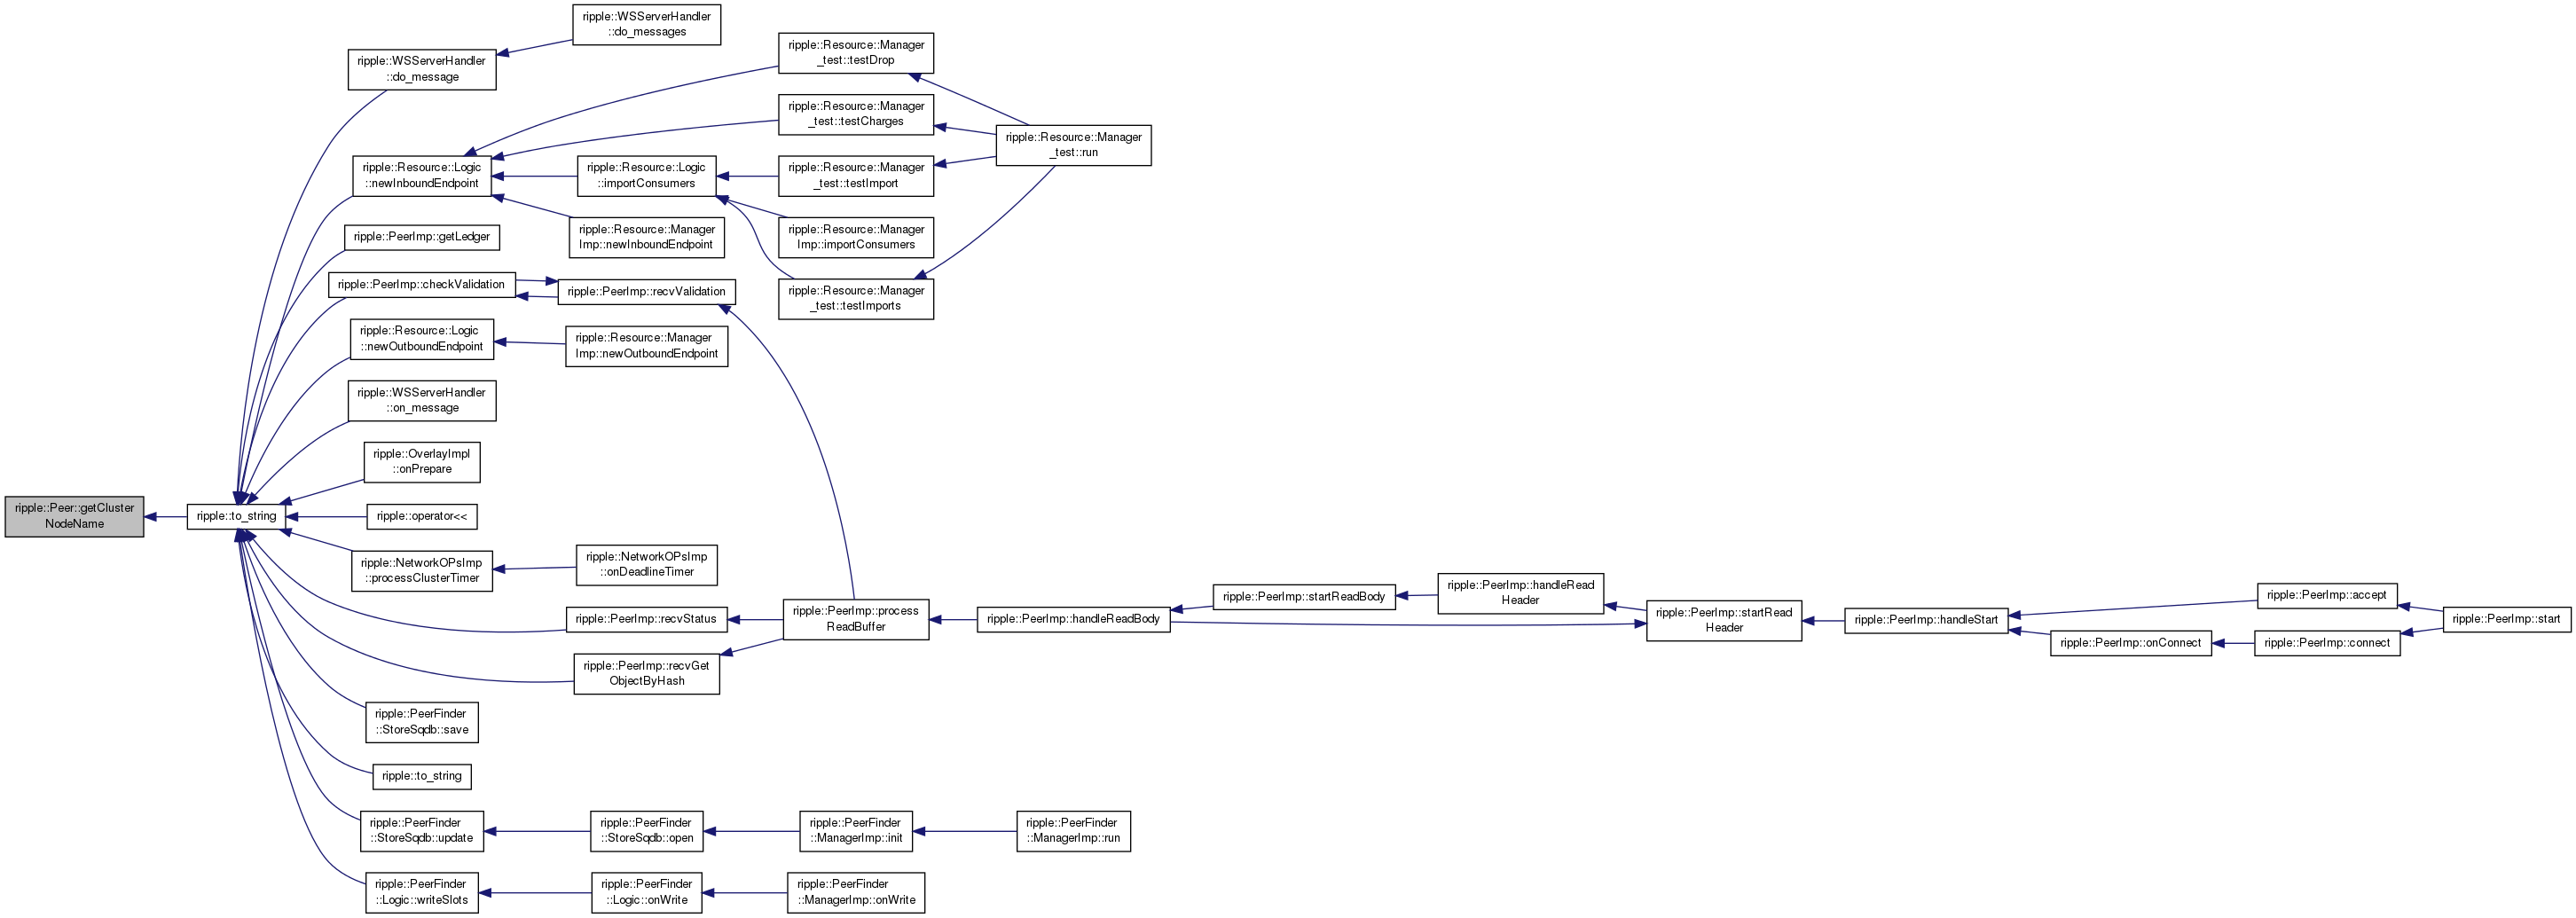 ripple::WSServerHandler
::do_messages
ripple::WSServerHandler
::do_message
ripple::Resource::Manager
_test::testDrop
ripple::Resource::Manager
_test::testCharges
ripple::Resource::Manager
_test::run
ripple::Resource::Logic
::newInboundEndpoint
ripple::Resource::Logic
::importConsumers
ripple::Resource::Manager
_test::testImport
ripple::Resource::Manager
Imp::newInboundEndpoint
ripple::Resource::Manager
Imp::importConsumers
ripple::PeerImp::getLedger
ripple::PeerImp::checkValidation
ripple::PeerImp::recvValidation
ripple::Resource::Manager
_test::testImports
ripple::Resource::Logic
::newOutboundEndpoint
ripple::Resource::Manager
Imp::newOutboundEndpoint
ripple::WSServerHandler
::on_message
ripple::OverlayImpl
::onPrepare
ripple::Peer::getCluster
NodeName
ripple::to_string
ripple::operator<<
ripple::NetworkOPsImp
::processClusterTimer
ripple::NetworkOPsImp
::onDeadlineTimer
ripple::PeerImp::recvStatus
ripple::PeerImp::process
ReadBuffer
ripple::PeerImp::handleReadBody
ripple::PeerImp::startReadBody
ripple::PeerImp::handleRead
Header
ripple::PeerImp::startRead
Header
ripple::PeerImp::handleStart
ripple::PeerImp::accept
ripple::PeerImp::onConnect
ripple::PeerImp::connect
ripple::PeerImp::start
ripple::PeerImp::recvGet
ObjectByHash
ripple::PeerFinder
::StoreSqdb::save
ripple::to_string
ripple::PeerFinder
::StoreSqdb::update
ripple::PeerFinder
::StoreSqdb::open
ripple::PeerFinder
::ManagerImp::init
ripple::PeerFinder
::ManagerImp::run
ripple::PeerFinder
::Logic::writeSlots
ripple::PeerFinder
::Logic::onWrite
ripple::PeerFinder
::ManagerImp::onWrite